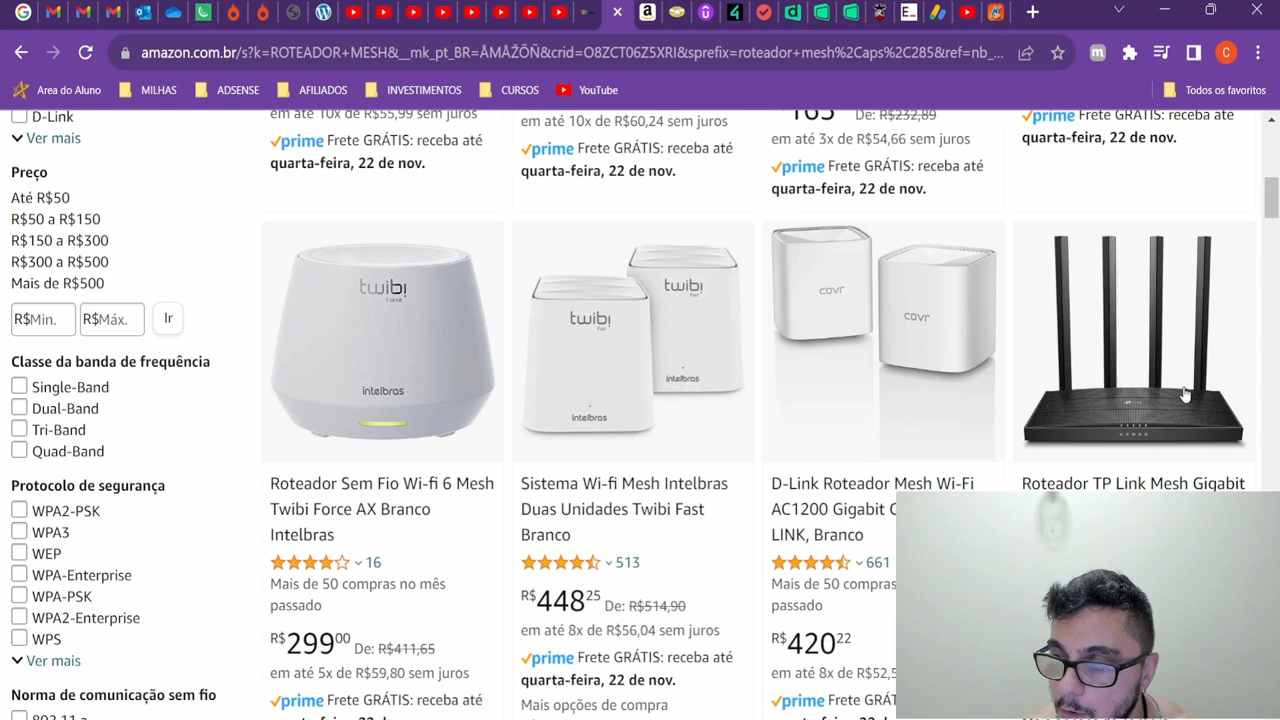 amazon.com.br/s?k=ROTEADOR+MESH&__mk_pt_BR=ÅMÅŽÕÑ&crid=O8ZCT06Z5XRI&sprefix=roteador+mesh%2Caps%2C285&ref=nb_...
Area do Aluno
MILHAS
ADSENSE
AFILIADOS
INVESTIMENTOS
CURSOS
YouTube
Todos os favoritos
D-Link
Ver mais
Preço
Até R$50
R$50 a R$150
R$150 a R$300
R$300 a R$500
Mais de R$500
R$Min. R$Máx. Ir
Classe da banda de frequência
Single-Band
Dual-Band
Tri-Band
Quad-Band
Protocolo de segurança
WPA2-PSK
WPA3
WEP
WPA-Enterprise
WPA-PSK
WPA2-Enterprise
WPS
Ver mais
Norma de comunicação sem fio
em até 10x de R$55,99 sem juros
prime Frete GRÁTIS: receba até
quarta-feira, 22 de nov.
em até 10x de R$60,24 sem juros
prime Frete GRÁTIS: receba até
quarta-feira, 22 de nov.
De: R$232,89
em até 3x de R$54,66 sem juros
prime Frete GRÁTIS: receba até
quarta-feira, 22 de nov.
prime Frete GRÁTIS: receba até
quarta-feira, 22 de nov.
twibi
Force
intelbras
Roteador Sem Fio Wi-fi 6 Mesh
Twibi Force AX Branco
Intelbras
16
Mais de 50 compras no mês
passado
R$29900 De: R$411,65
em até 5x de R$59,80 sem juros
prime Frete GRÁTIS: receba até
twibi
Fast
intelbras
twibi
Fast
intelbras
Sistema Wi-fi Mesh Intelbras
Duas Unidades Twibi Fast
Branco
513
R$44825 De: R$514,90
em até 8x de R$56,04 sem juros
prime Frete GRÁTIS: receba até
quarta-feira, 22 de nov.
Mais opções de compra
covr
covr
D-Link Roteador Mesh Wi-Fi
AC1200 Gigabit
LINK, Branco
661
Mais de 50 compras
passado
R$42022
em até 8x de R$52,5
prime Frete GRÁTIS: receba até
Roteador TP Link Mesh Gigabit